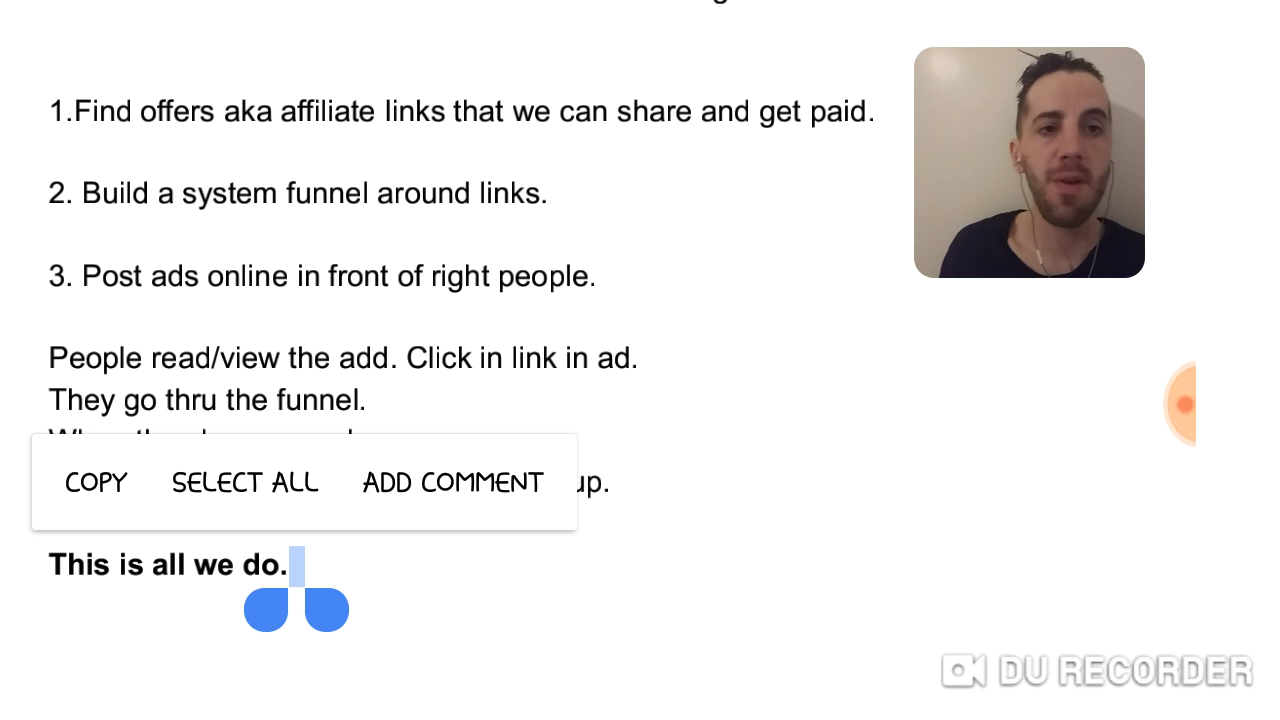 1.Find offers aka affiliate links that we can share and get paid.
2. Build a system funnel around links.
3. Post ads online in front of right people.
People read/view the add. Click in link in ad.
They go thru the funnel.
COPY SELECT ALL ADD COMMENT up.
This is all we do.
DU RECORDER